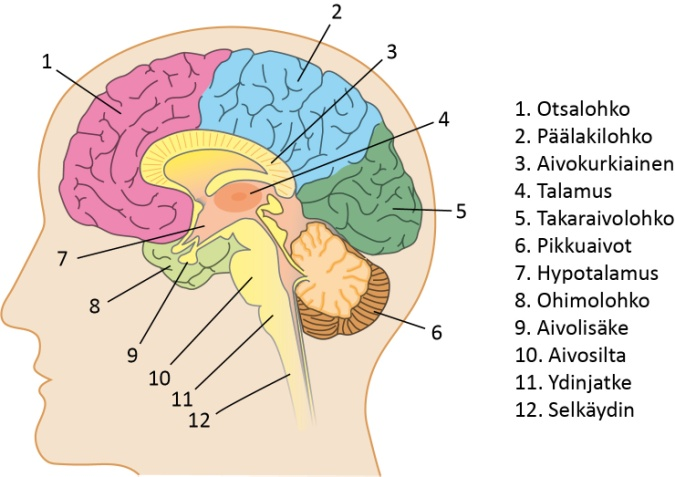 1
2
3
4
5
6
7
8
9
10
11
12
1. Otsalohko
2. Päälakilohko
3. Aivokurkiainen
4. Talamus
5. Takaraivolohko
6. Pikkuaivot
7. Hypotalamus
8. Ohimolohko
9. Aivolisäke
10. Aivosilta
11. Ydinjatke
12. Selkäydin